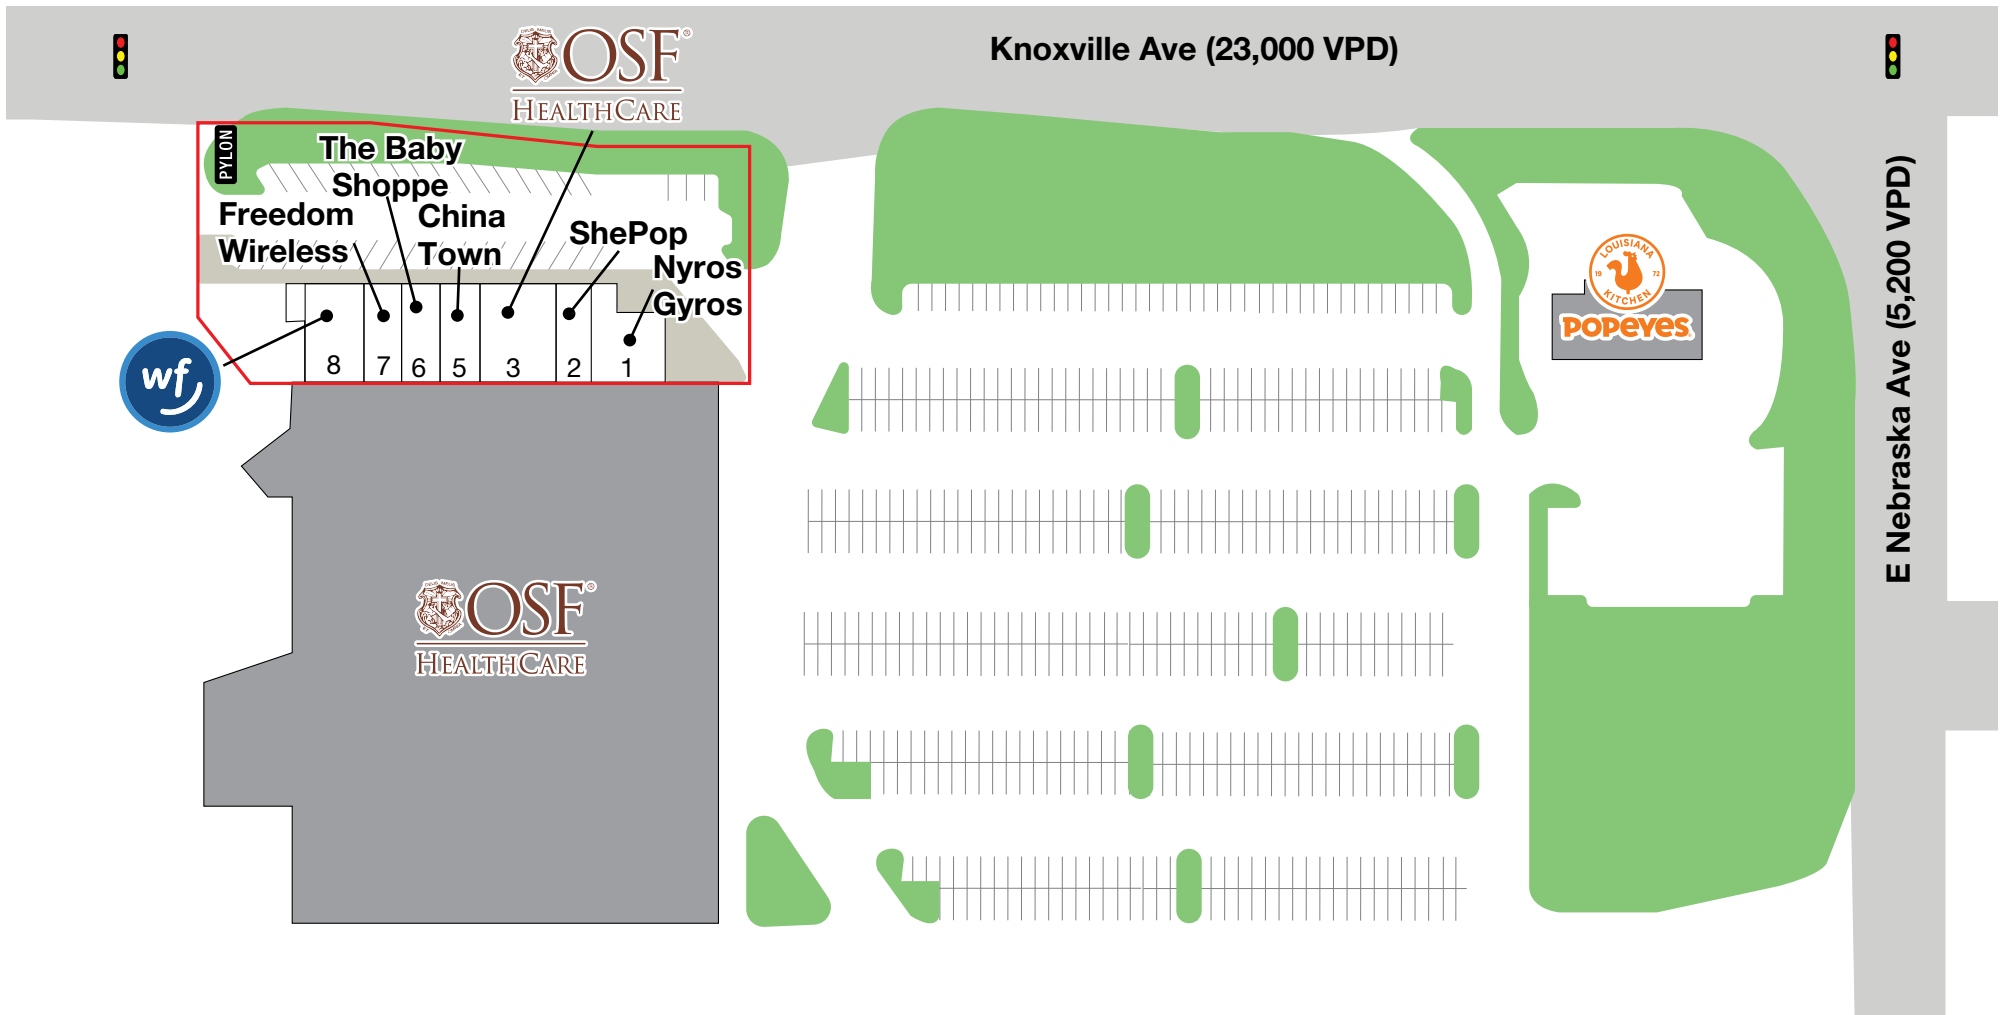 Knoxville Ave (23,000 VPD)
OSF®
HEALTHCARE
PYLON
The Baby
Shoppe
Freedom
Wireless
China
Town
ShePop
Nyros
Gyros
wf
8
7
6
5
3
2
1
LOUISIANA
19 72
KITCHEN
POPEYES
E Nebraska Ave (5,200 VPD)
OSF®
HEALTHCARE